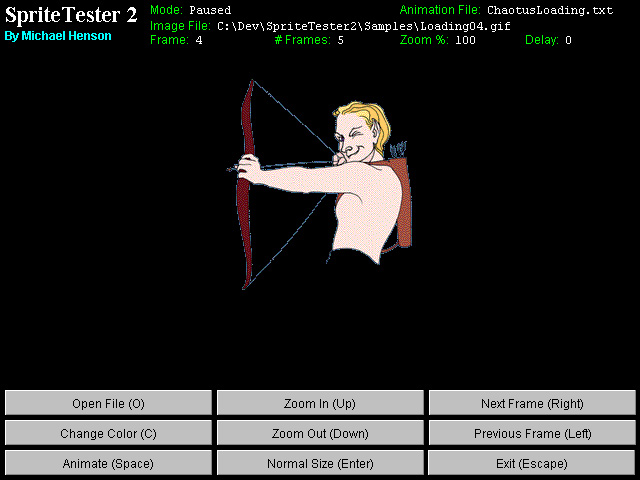 SpriteTester 2
By Michael Henson
Mode: Paused
Animation File: ChaotusLoading.txt
Image File: C:\Dev\SpriteTester2\Samples\Loading04.gif
Frame: 4
# Frames: 5
Zoom %: 100
Delay: 0
Open File (O)
Zoom In (Up)
Next Frame (Right)
Change Color (C)
Zoom Out (Down)
Previous Frame (Left)
Animate (Space)
Normal Size (Enter)
Exit (Escape)